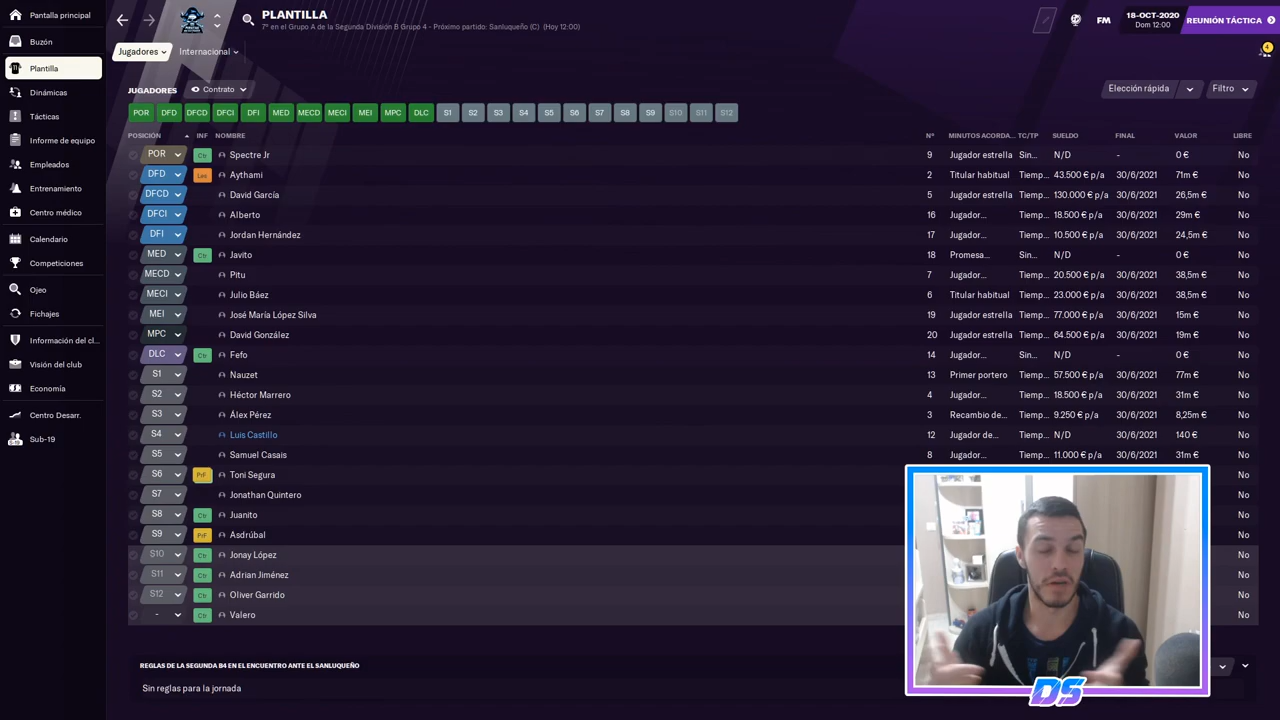 Pantalla principal
Buzón
Plantilla
Dinámicas
Tácticas
Informe de equipo
Empleados
Entrenamiento
Centro médico
Calendario
Competiciones
Ojeo
Fichajes
Información del cl...
Visión del club
Economía
Centro Desarr.
Sub-19
PLANTILLA
7º en el Grupo A de la Segunda División B Grupo 4 - Próximo partido: Sanluqueño (C) (Hoy 12:00)
FM
18-OCT-2020
Dom 12:00
REUNIÓN TÁCTICA
4
Jugadores
Internacional
JUGADORES
Contrato
Elección rápida
Filtro
POR DFD DFCD DFCI DFI MED MECD MECI MEI MPC DLC S1 S2 S3 S4 S5 S6 S7 S8 S9 S10 S11 S12
POSICIÓN INF NOMBRE Nº MINUTOS ACORDA... TC/TP SUELDO FINAL VALOR LIBRE
POR Ctr Spectre Jr 9 Jugador estrella Sin... N/D - 0 € No
DFD Les Aythami 2 Titular habitual Tiemp... 43.500 € p/a 30/6/2021 71m € No
DFCD David García 5 Jugador estrella Tiemp... 130.000 € p/a 30/6/2021 26,5m € No
DFCI Alberto 16 Jugador... Tiemp... 18.500 € p/a 30/6/2021 29m € No
DFI Jordan Hernández 17 Jugador... Tiemp... 10.500 € p/a 30/6/2021 24,5m € No
MED Ctr Javito 18 Promesa... Sin... N/D - 0 € No
MECD Pitu 7 Jugador... Tiemp... 20.500 € p/a 30/6/2021 38,5m € No
MECI Julio Báez 6 Titular habitual Tiemp... 23.000 € p/a 30/6/2021 38,5m € No
MEI José María López Silva 19 Jugador estrella Tiemp... 77.000 € p/a 30/6/2021 15m € No
MPC David González 20 Jugador estrella Tiemp... 64.500 € p/a 30/6/2021 19m € No
DLC Ctr Fefo 14 Jugador... Sin... N/D - 0 € No
S1 Nauzet 13 Primer portero Tiemp... 57.500 € p/a 30/6/2021 77m € No
S2 Héctor Marrero 4 Jugador... Tiemp... 18.500 € p/a 30/6/2021 31m € No
S3 Álex Pérez 3 Recambio de... Tiemp... 9.250 € p/a 30/6/2021 8,25m € No
S4 Luis Castillo 12 Jugador de... Tiemp... N/D 30/6/2021 140 € No
S5 Samuel Casais 8 Jugador... Tiemp... 11.000 € p/a 30/6/2021 31m € No
S6 PrF Toni Segura No
S7 Jonathan Quintero No
S8 Ctr Juanito No
S9 PrF Asdrúbal No
S10 Ctr Jonay López No
S11 Ctr Adrian Jiménez No
S12 Ctr Oliver Garrido No
- Ctr Valero No
REGLAS DE LA SEGUNDA B4 EN EL ENCUENTRO ANTE EL SANLUQUEÑO
Sin reglas para la jornada
DS